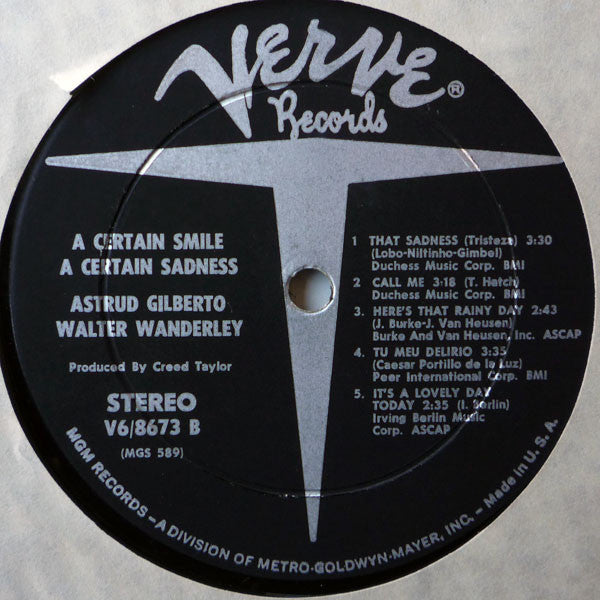 Verve®
Records
A CERTAIN SMILE
A CERTAIN SADNESS
ASTRUD GILBERTO
WALTER WANDERLEY
Produced By Creed Taylor
STEREO
V6/8673 B
(MGS 589)
1 THAT SADNESS (Tristeza) 3:30
(Lobo-Niltinho-Gimbel)
Duchess Music Corp. BMI
2 CALL ME 3:18 (T. Hatch)
Duchess Music Corp. BMI
3. HERE'S THAT RAINY DAY 2:43
(J. Burke-J. Van Heusen)
Burke And Van Heusen, Inc. ASCAP
4. TU MEU DELIRIO 3:35
(Caesar Portillo de la Luz)
Peer International Corp. BMI
5. IT'S A LOVELY DAY
TODAY 2:35 (I. Berlin)
Irving Berlin Music
Corp. ASCAP
MGM RECORDS – A DIVISION OF METRO-GOLDWYN-MAYER, INC. – Made in U. S. A.